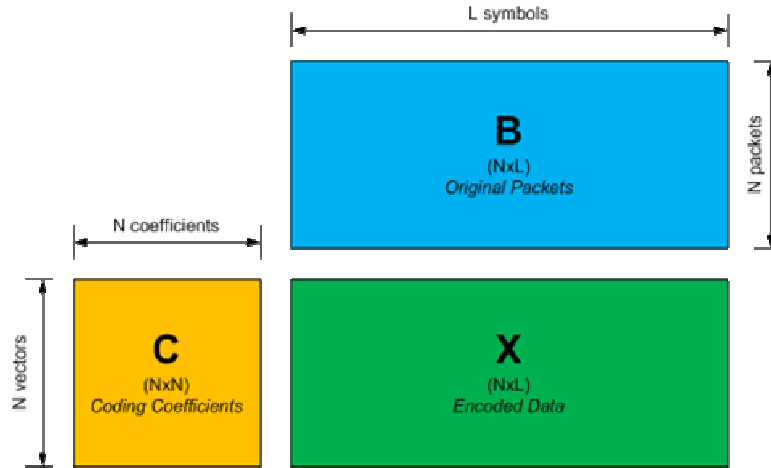 L symbols
B
(NxL)
Original Packets
N packets
N coefficients
N vectors
C
(NxN)
Coding Coefficients
X
(NxL)
Encoded Data